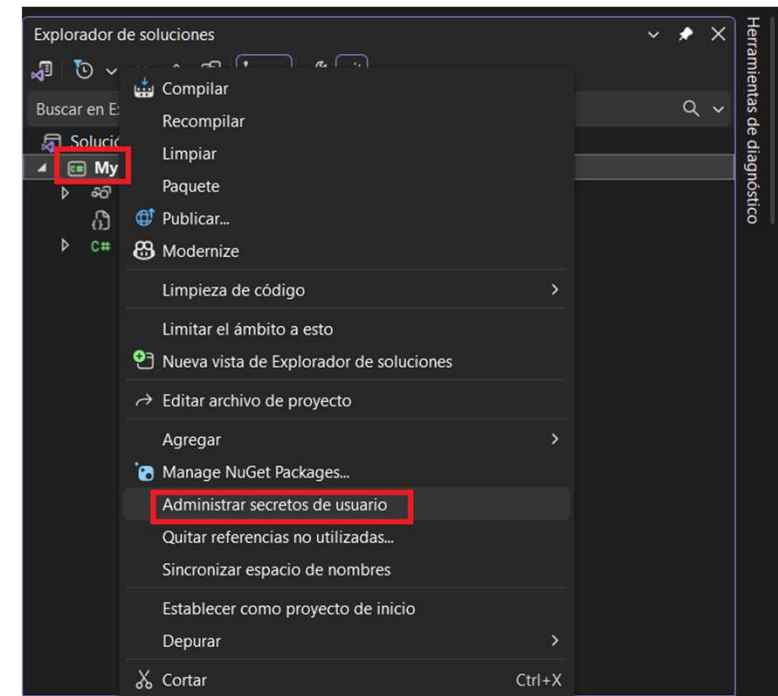 Explorador de soluciones
Buscar en E
Solució
My
C#
Compilar
Recompilar
Limpiar
Paquete
Publicar...
Modernize
Limpieza de código
Limitar el ámbito a esto
Nueva vista de Explorador de soluciones
Editar archivo de proyecto
Agregar
Manage NuGet Packages...
Administrar secretos de usuario
Quitar referencias no utilizadas...
Sincronizar espacio de nombres
Establecer como proyecto de inicio
Depurar
Cortar Ctrl+X
Herramientas de diagnóstico